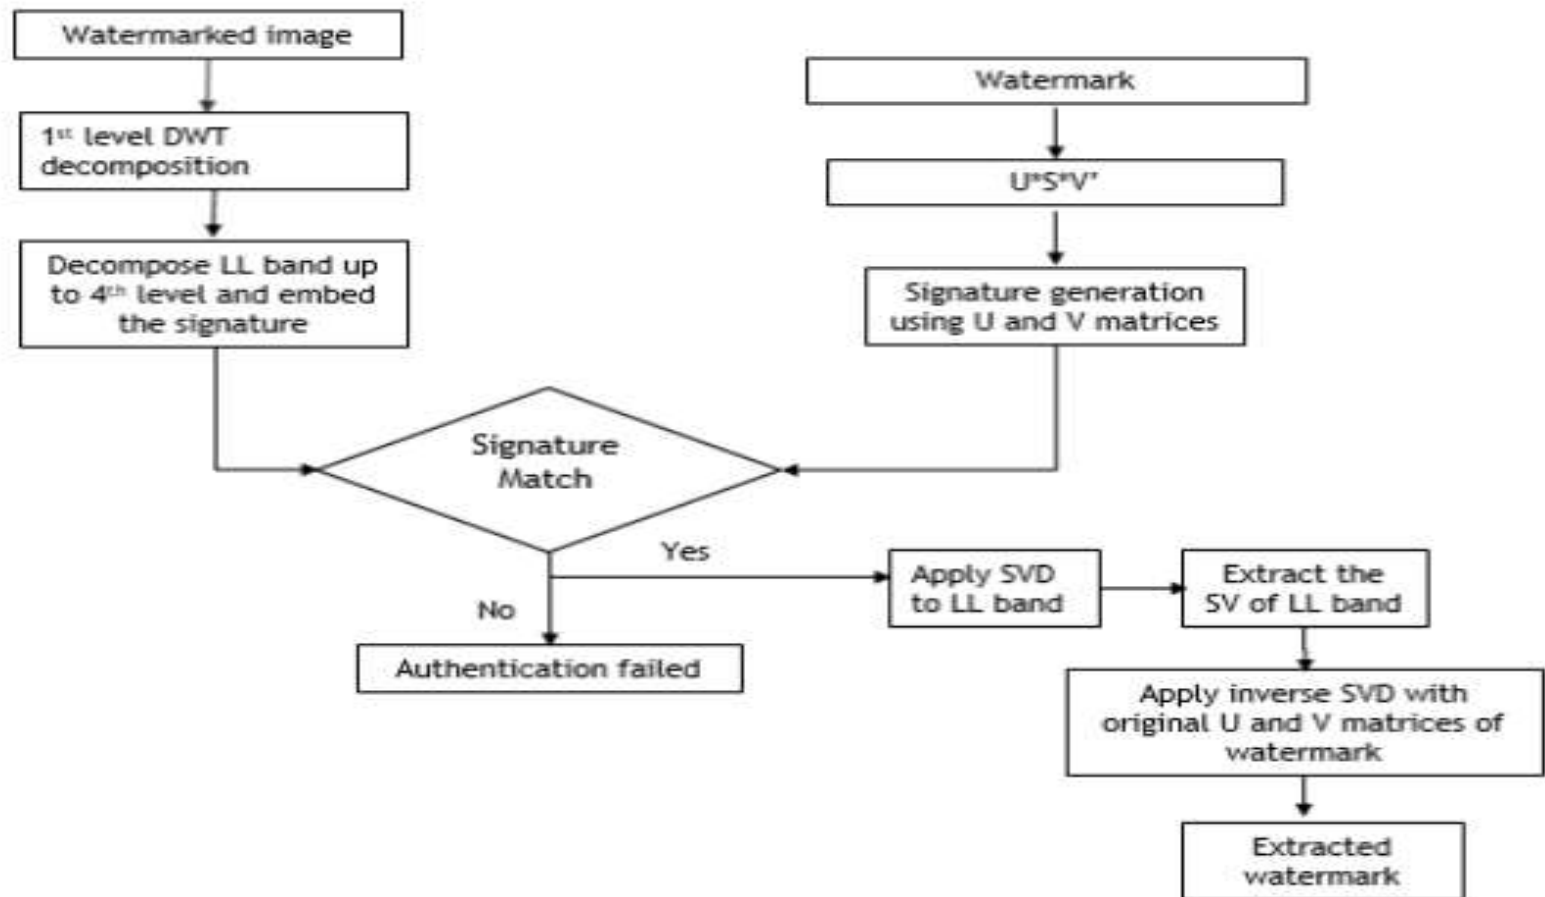 Watermarked image
1st level DWT
decomposition
Decompose LL band up
to 4th level and embed
the signature
Watermark
U*S*V'
Signature generation
using U and V matrices
Signature
Match
Yes
No
Authentication failed
Apply SVD
to LL band
Extract the
SV of LL band
Apply inverse SVD with
original U and V matrices of
watermark
Extracted
watermark